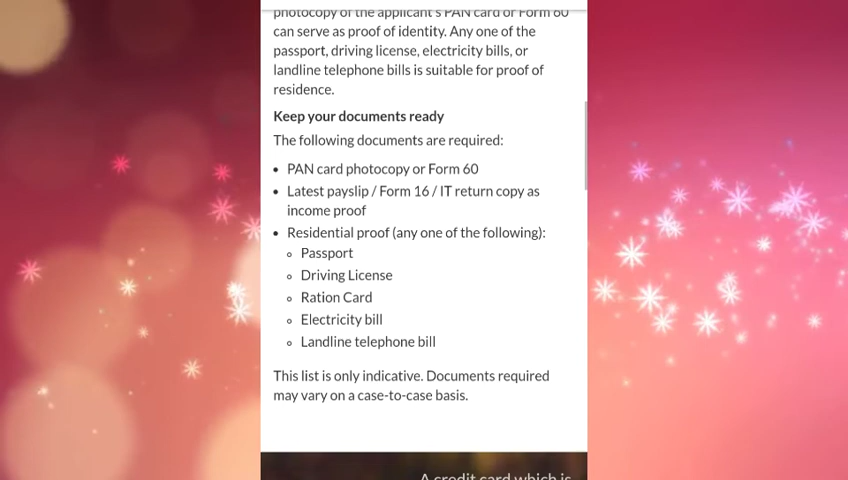 photocopy of the applicant's PAN card or Form 60
can serve as proof of identity. Any one of the
passport, driving license, electricity bills, or
landline telephone bills is suitable for proof of
residence.
Keep your documents ready
The following documents are required:
• PAN card photocopy or Form 60
• Latest payslip / Form 16 / IT return copy as
income proof
• Residential proof (any one of the following):
◦ Passport
◦ Driving License
◦ Ration Card
◦ Electricity bill
◦ Landline telephone bill
This list is only indicative. Documents required
may vary on a case-to-case basis.
A credit card which is